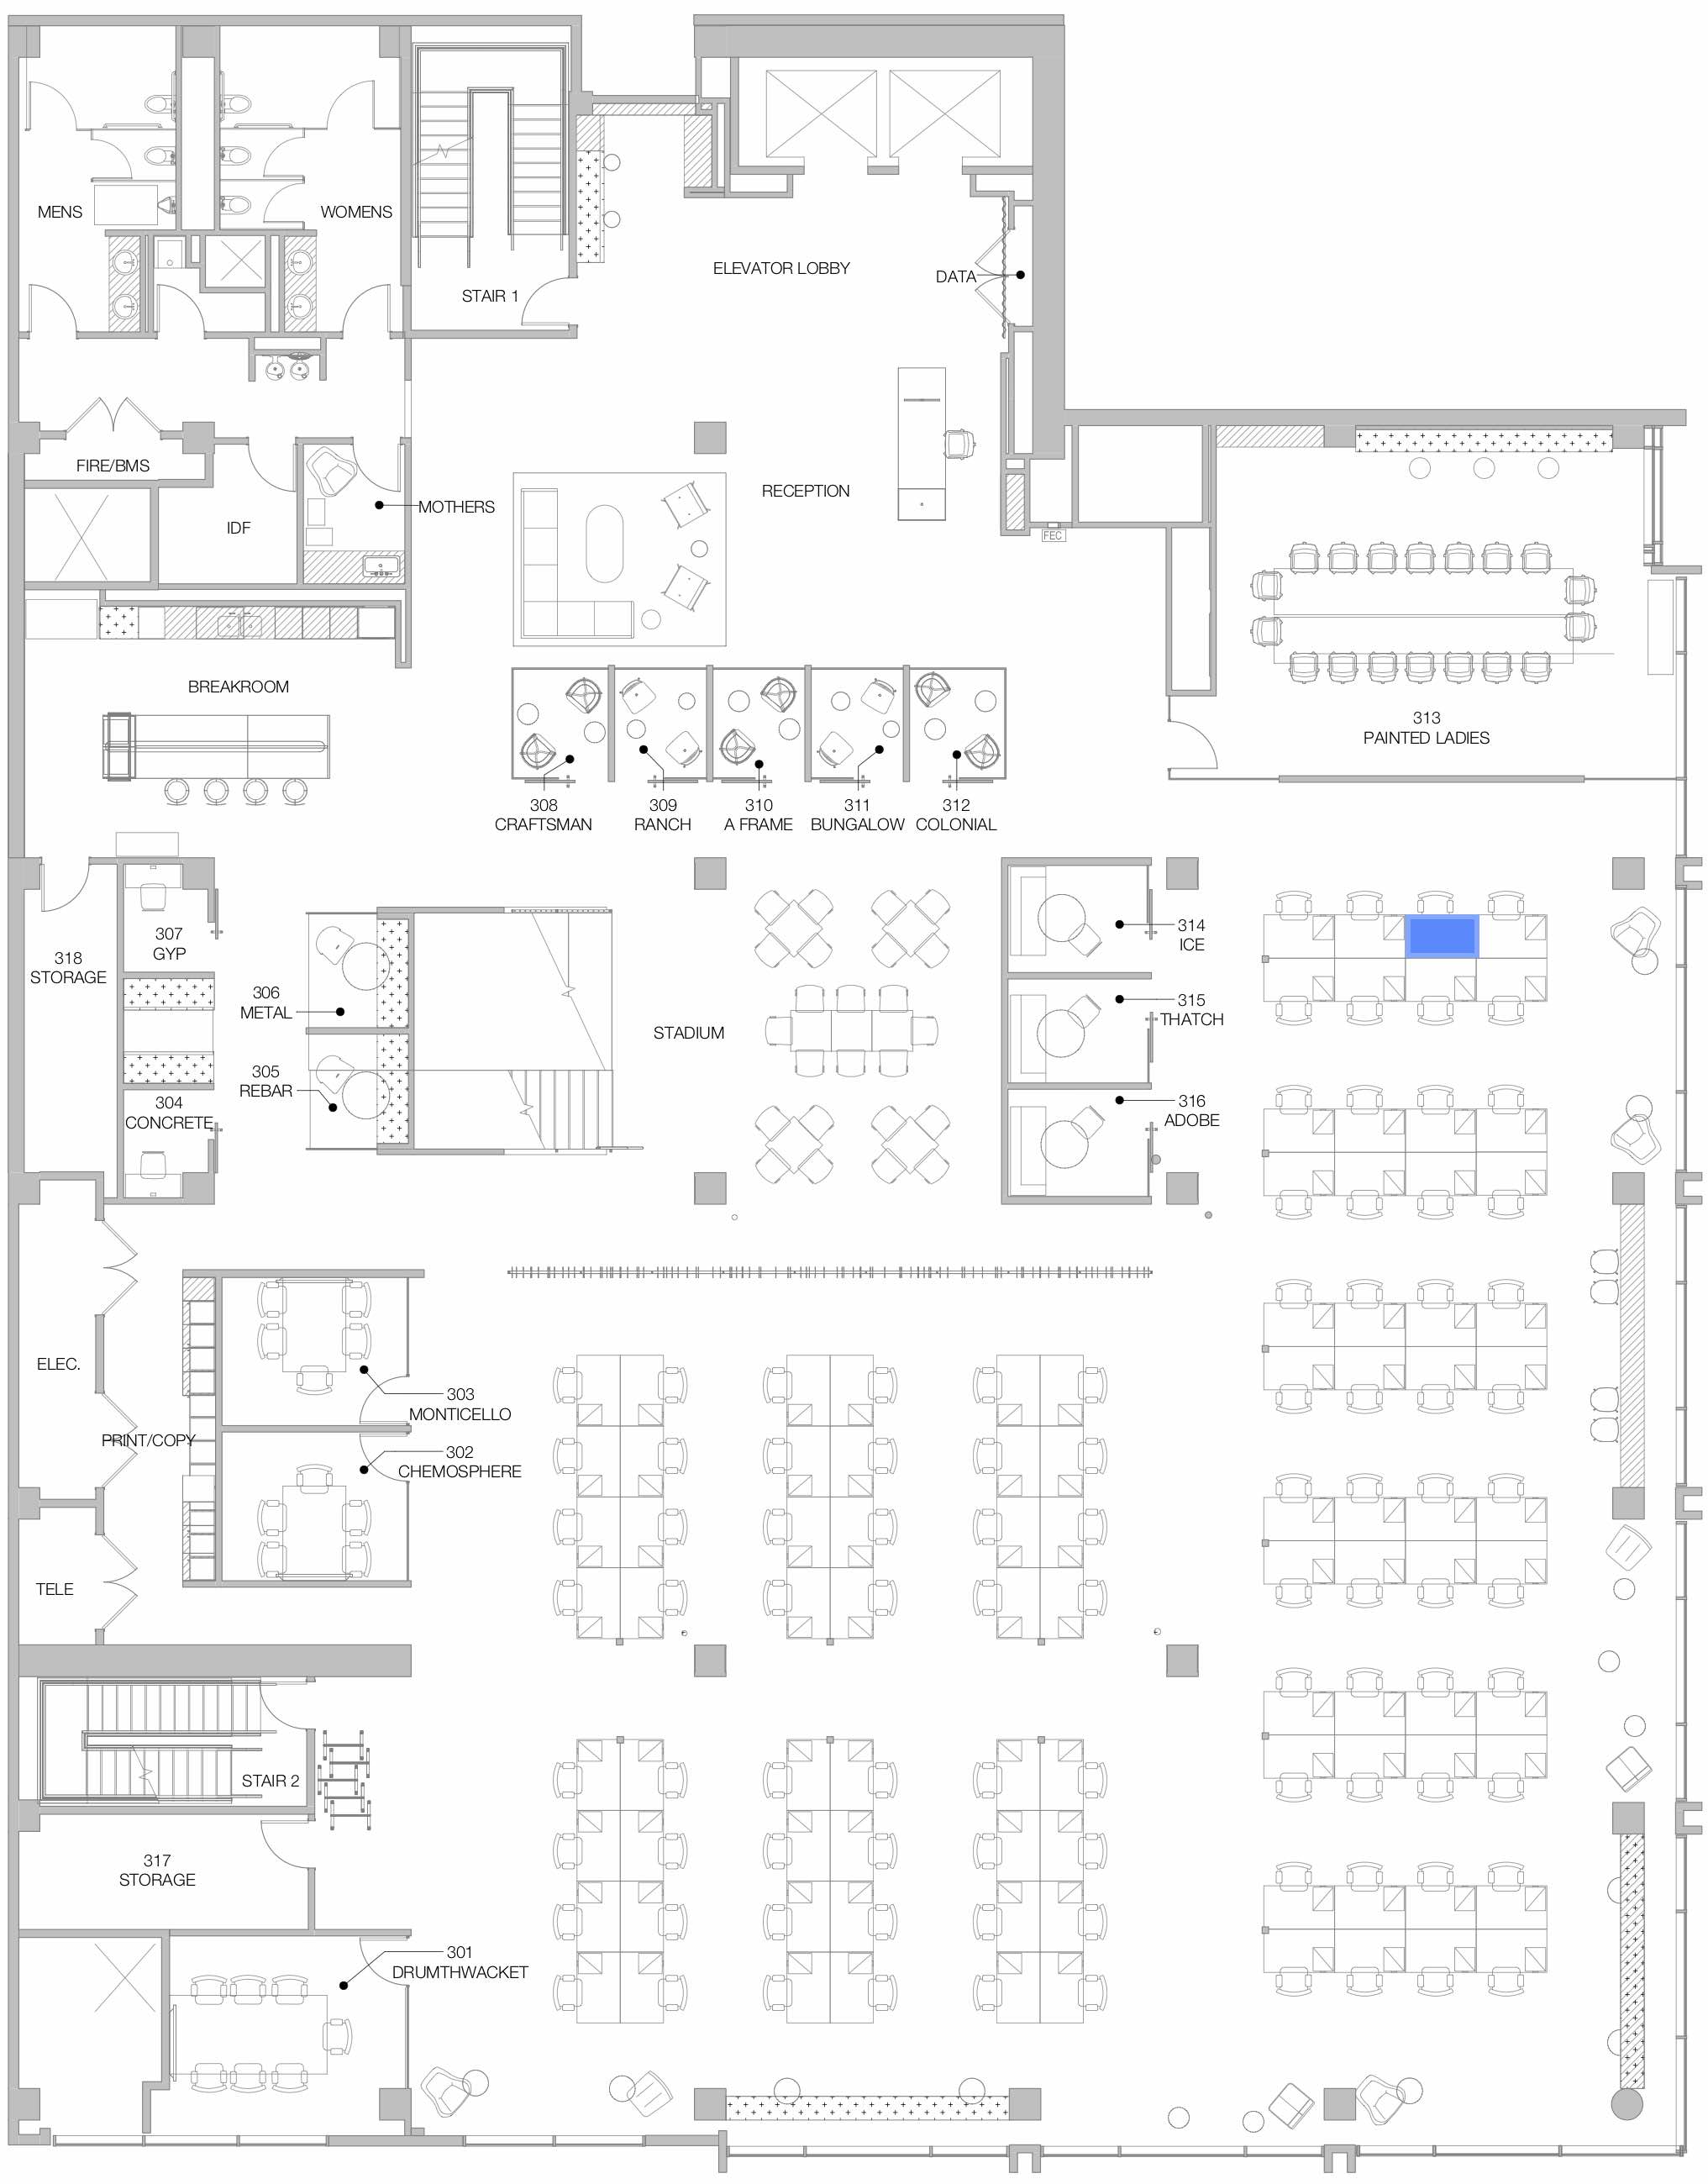 MENS
WOMENS
STAIR 1
ELEVATOR LOBBY
DATA
FIRE/BMS
IDF
MOTHERS
RECEPTION
FEC
BREAKROOM
313
PAINTED LADIES
308
CRAFTSMAN
309
RANCH
310
A FRAME
311
BUNGALOW
312
COLONIAL
307
GYP
318
STORAGE
306
METAL
305
REBAR
304
CONCRETE
STADIUM
314
ICE
315
THATCH
316
ADOBE
ELEC.
303
MONTICELLO
PRINT/COPY
302
CHEMOSPHERE
TELE
STAIR 2
317
STORAGE
301
DRUMTHWACKET